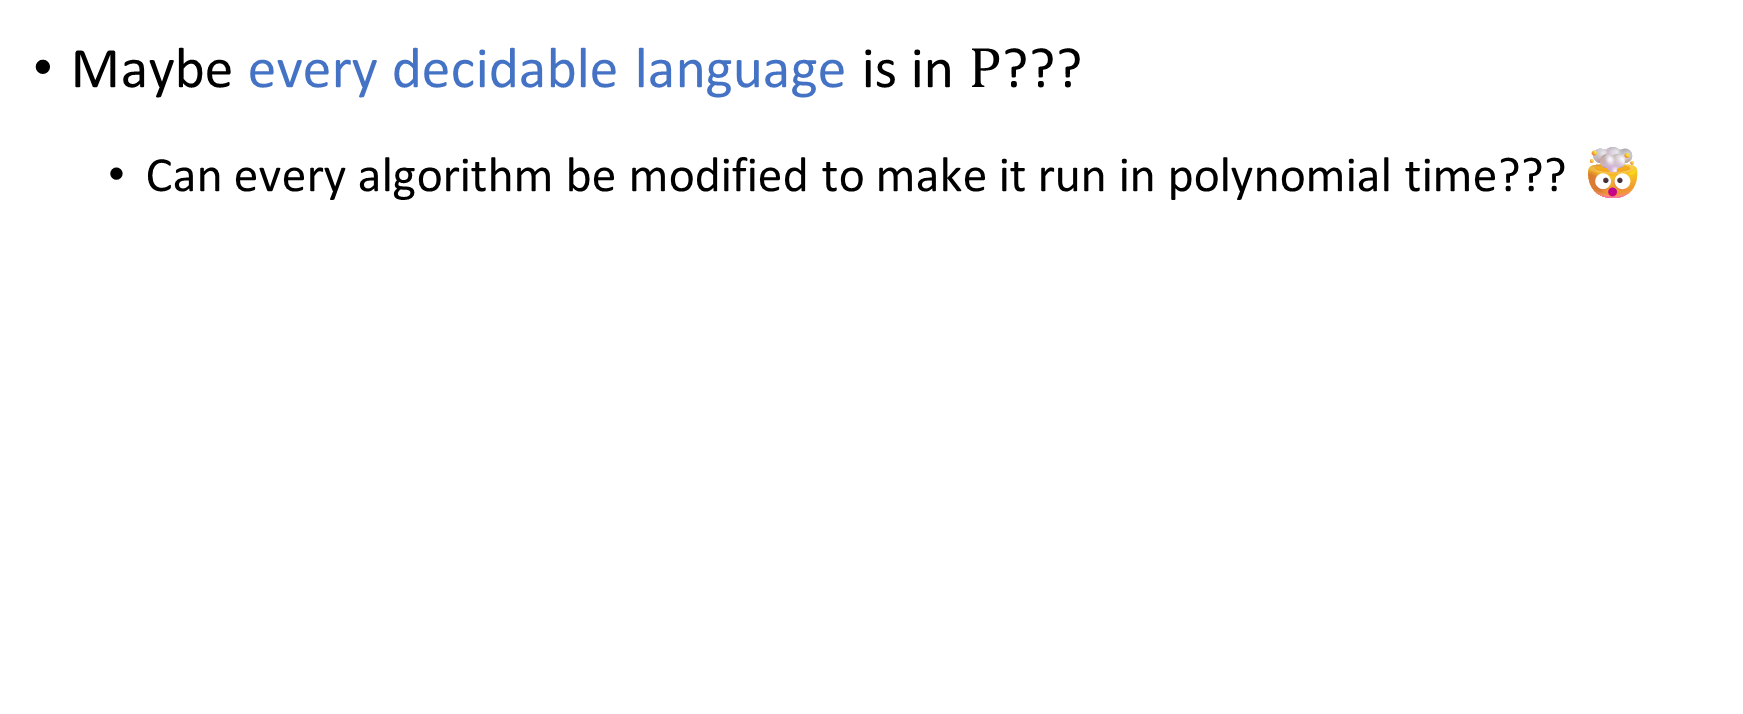 • Maybe every decidable language is in P???
• Can every algorithm be modified to make it run in polynomial time??? 🤯